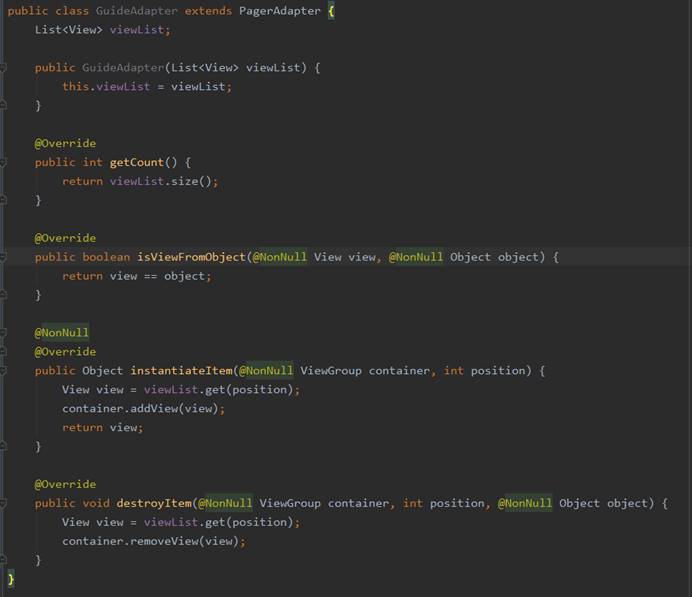 public class GuideAdapter extends PagerAdapter {
    List<View> viewList;

    public GuideAdapter(List<View> viewList) {
        this.viewList = viewList;
    }

    @Override
    public int getCount() {
        return viewList.size();
    }

    @Override
    public boolean isViewFromObject(@NonNull View view, @NonNull Object object) {
        return view == object;
    }

    @NonNull
    @Override
    public Object instantiateItem(@NonNull ViewGroup container, int position) {
        View view = viewList.get(position);
        container.addView(view);
        return view;
    }

    @Override
    public void destroyItem(@NonNull ViewGroup container, int position, @NonNull Object object) {
        View view = viewList.get(position);
        container.removeView(view);
    }
}